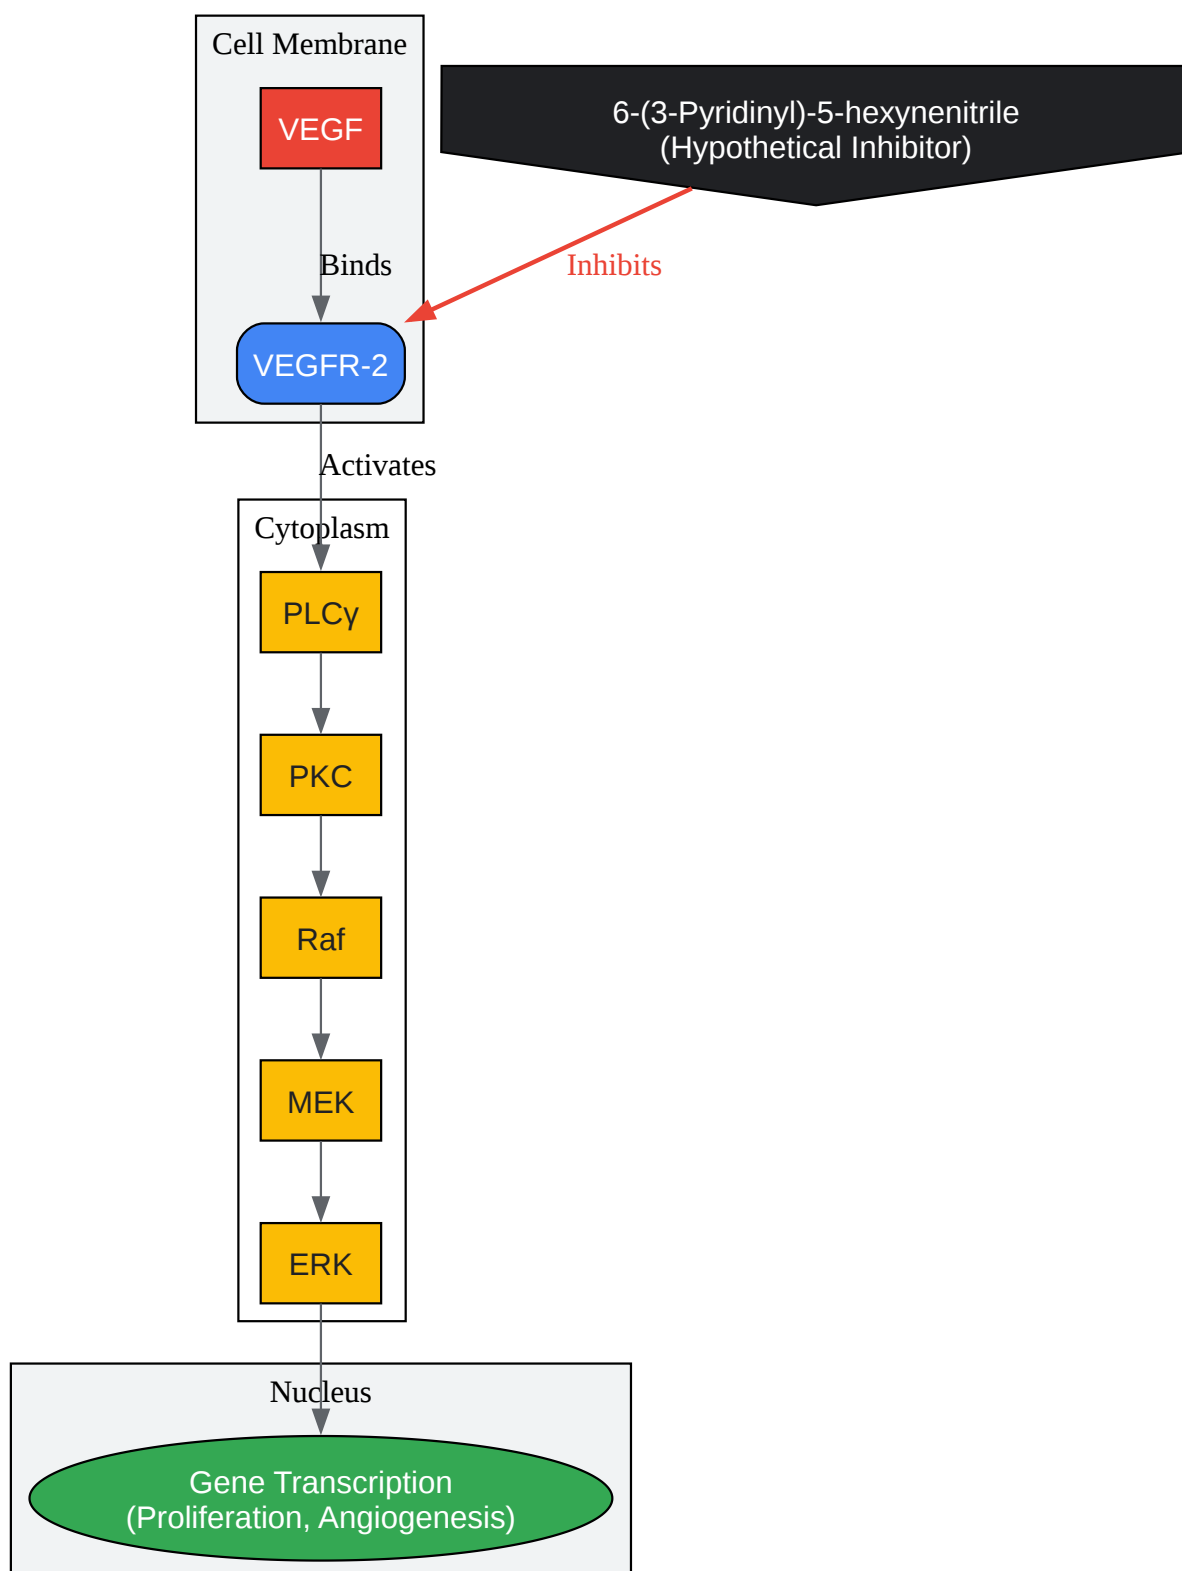 Cell Membrane
VEGF
6-(3-Pyridinyl)-5-hexynenitrile
(Hypothetical Inhibitor)
Binds
Inhibits
VEGFR-2
Activates
Cytoplasm
PLCγ
PKC
Raf
MEK
ERK
Nucleus
Gene Transcription
(Proliferation, Angiogenesis)